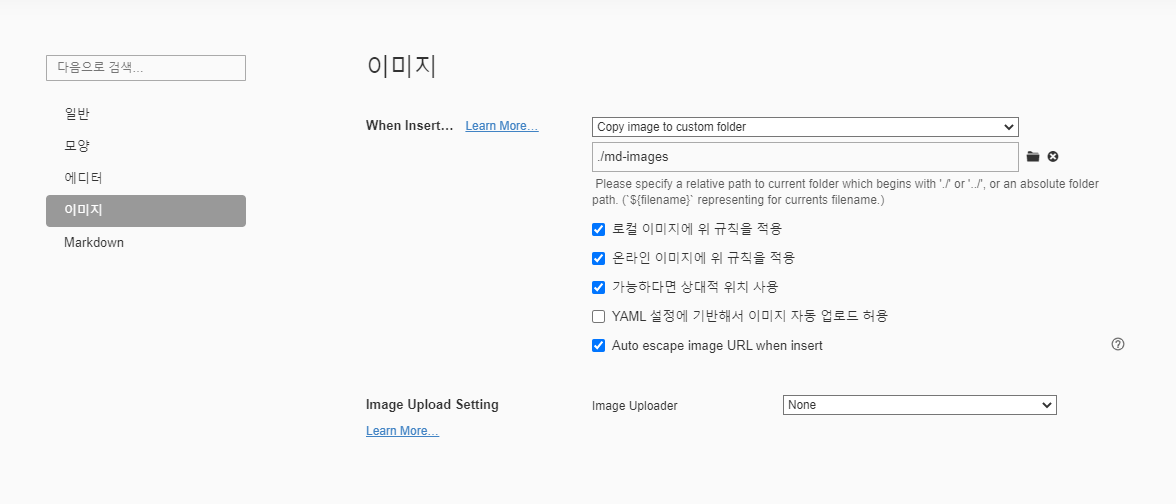 이미지
다음으로 검색...
일반
모양
에디터
이미지
Markdown
When Insert... Learn More... Copy image to custom folder
./md-images
Please specify a relative path to current folder which begins with './' or '../', or an absolute folder
path. (`${filename}` representing for currents filename.)
로컬 이미지에 위 규칙을 적용
온라인 이미지에 위 규칙을 적용
가능하다면 상대적 위치 사용
YAML 설정에 기반해서 이미지 자동 업로드 허용
Auto escape image URL when insert
Image Upload Setting Image Uploader None
Learn More...